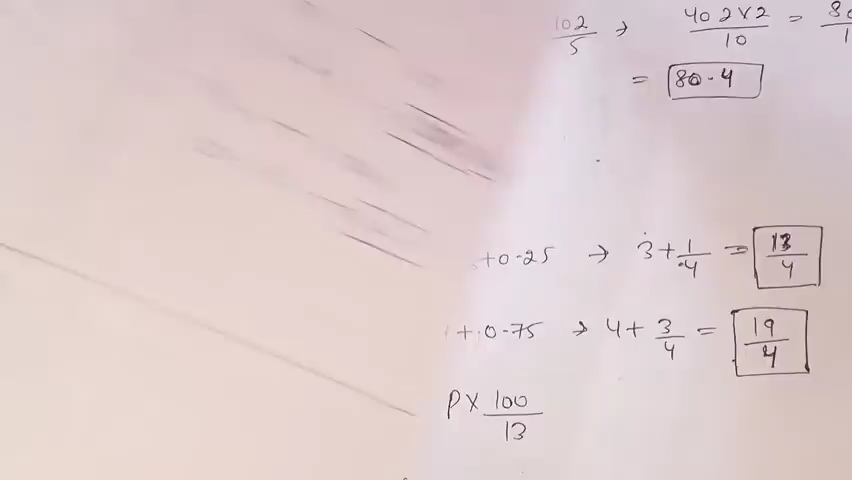 102/5 → 402×2/10 = 80
= 80.4
+0.25 → 3+1/4 = 13/4
+0.75 → 4+3/4 = 19/4
P× 100/13